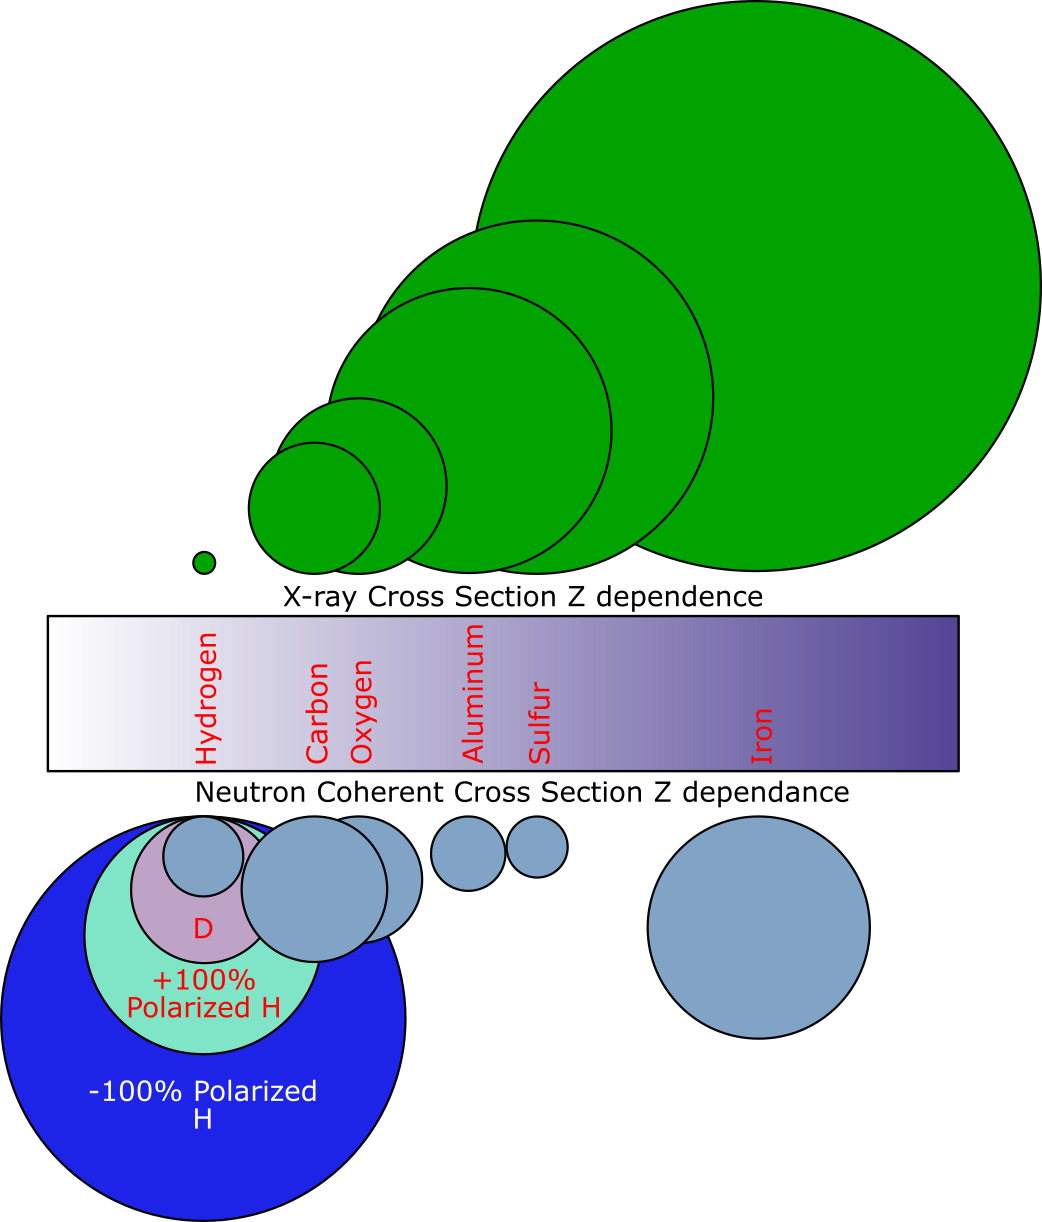 X-ray Cross Section Z dependence
Hydrogen
Carbon
Oxygen
Aluminum
Sulfur
Iron
Neutron Coherent Cross Section Z dependance
D
+100%
Polarized H
-100% Polarized
H